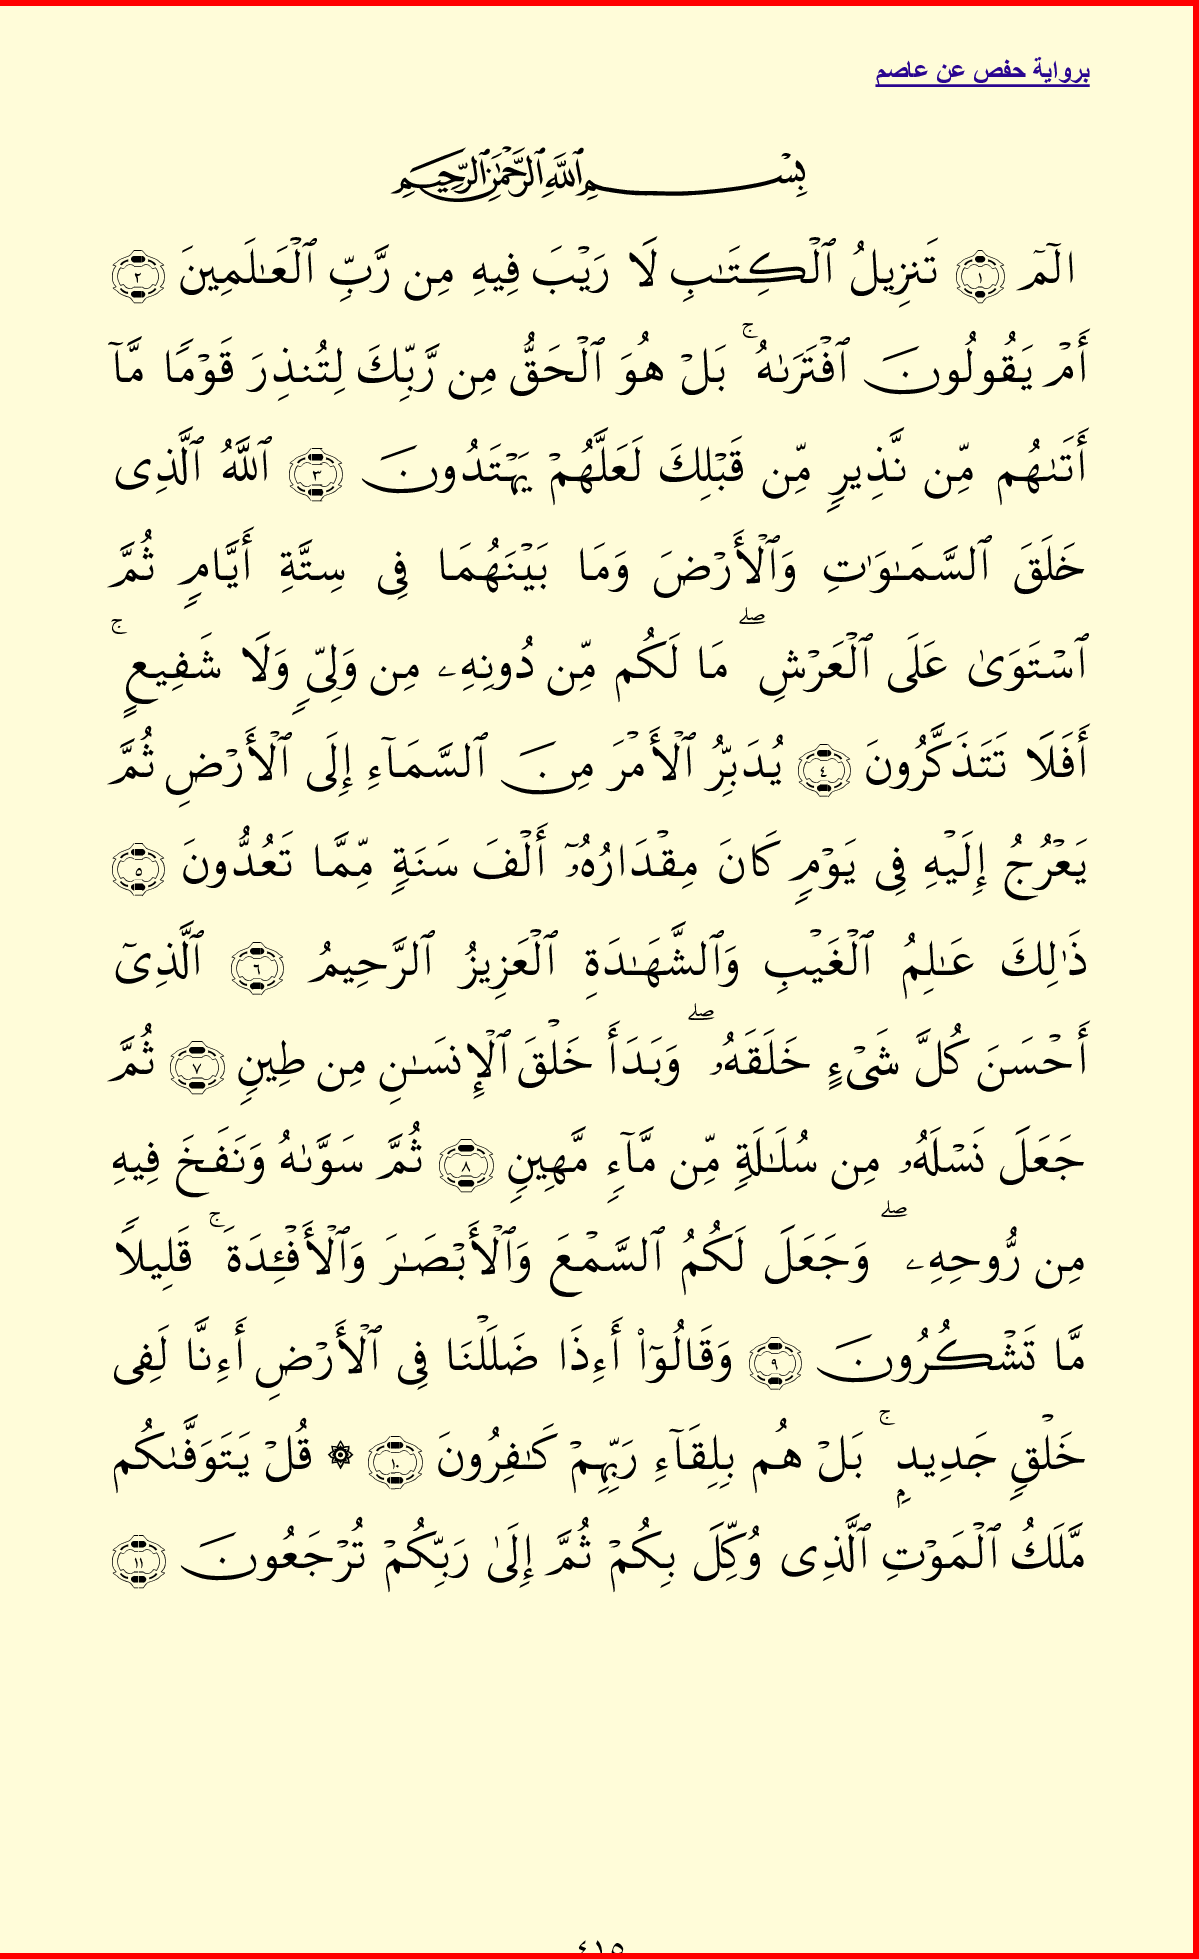 برواية حفص عن عاصم
بِسْمِ ٱللَّهِ ٱلرَّحْمَٰنِ ٱلرَّحِيمِ
الٓمٓ ١ تَنزِيلُ ٱلْكِتَٰبِ لَا رَيْبَ فِيهِ مِن رَّبِّ ٱلْعَٰلَمِينَ ٢
أَمْ يَقُولُونَ ٱفْتَرَىٰهُ ۚ بَلْ هُوَ ٱلْحَقُّ مِن رَّبِّكَ لِتُنذِرَ قَوْمًا مَّآ
أَتَىٰهُم مِّن نَّذِيرٍ مِّن قَبْلِكَ لَعَلَّهُمْ يَهْتَدُونَ ٣ ٱللَّهُ ٱلَّذِى
خَلَقَ ٱلسَّمَٰوَٰتِ وَٱلْأَرْضَ وَمَا بَيْنَهُمَا فِى سِتَّةِ أَيَّامٍ ثُمَّ
ٱسْتَوَىٰ عَلَى ٱلْعَرْشِ ۖ مَا لَكُم مِّن دُونِهِۦ مِن وَلِىٍّ وَلَا شَفِيعٍ ۚ
أَفَلَا تَتَذَكَّرُونَ ٤ يُدَبِّرُ ٱلْأَمْرَ مِنَ ٱلسَّمَآءِ إِلَى ٱلْأَرْضِ ثُمَّ
يَعْرُجُ إِلَيْهِ فِى يَوْمٍ كَانَ مِقْدَارُهُۥٓ أَلْفَ سَنَةٍ مِّمَّا تَعُدُّونَ ٥
ذَٰلِكَ عَٰلِمُ ٱلْغَيْبِ وَٱلشَّهَٰدَةِ ٱلْعَزِيزُ ٱلرَّحِيمُ ٦ ٱلَّذِىٓ
أَحْسَنَ كُلَّ شَىْءٍ خَلَقَهُۥ ۖ وَبَدَأَ خَلْقَ ٱلْإِنسَٰنِ مِن طِينٍ ٧ ثُمَّ
جَعَلَ نَسْلَهُۥ مِن سُلَٰلَةٍ مِّن مَّآءٍ مَّهِينٍ ٨ ثُمَّ سَوَّىٰهُ وَنَفَخَ فِيهِ
مِن رُّوحِهِۦ ۖ وَجَعَلَ لَكُمُ ٱلسَّمْعَ وَٱلْأَبْصَٰرَ وَٱلْأَفْـِٔدَةَ ۚ قَلِيلًا
مَّا تَشْكُرُونَ ٩ وَقَالُوٓا۟ أَءِذَا ضَلَلْنَا فِى ٱلْأَرْضِ أَءِنَّا لَفِى
خَلْقٍ جَدِيدٍۭ ۚ بَلْ هُم بِلِقَآءِ رَبِّهِمْ كَٰفِرُونَ ١٠ ۞ قُلْ يَتَوَفَّىٰكُم
مَّلَكُ ٱلْمَوْتِ ٱلَّذِى وُكِّلَ بِكُمْ ثُمَّ إِلَىٰ رَبِّكُمْ تُرْجَعُونَ ١١
٤١٥